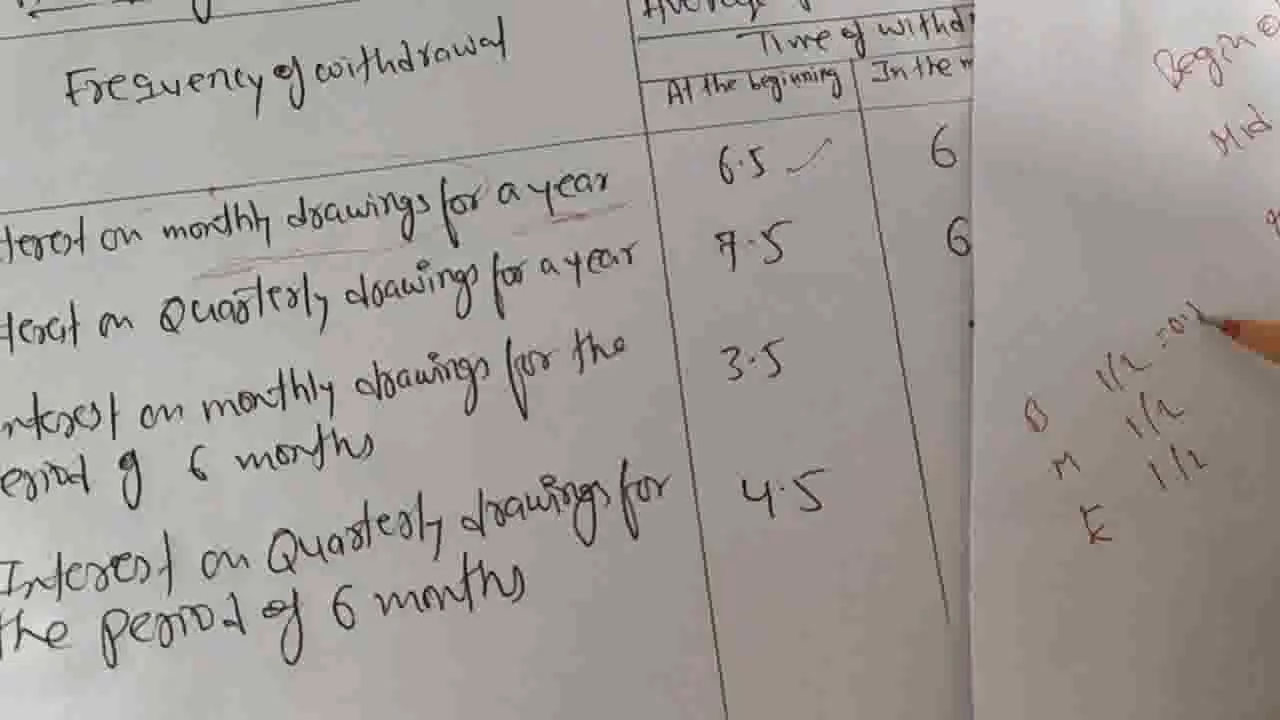 Average
Time of withd
Frequency of withdrawal
At the beginning In the m
terest on monthly drawings for a year 6.5 6
terest on Quarterly drawings for a year 7.5 6
nterest on monthly drawings for the 3.5
eriod of 6 months
Interest on Quarterly drawings for 4.5
the period of 6 months
Begin
Mid
B 1/2 = 0.
M 1/2
E 1/2